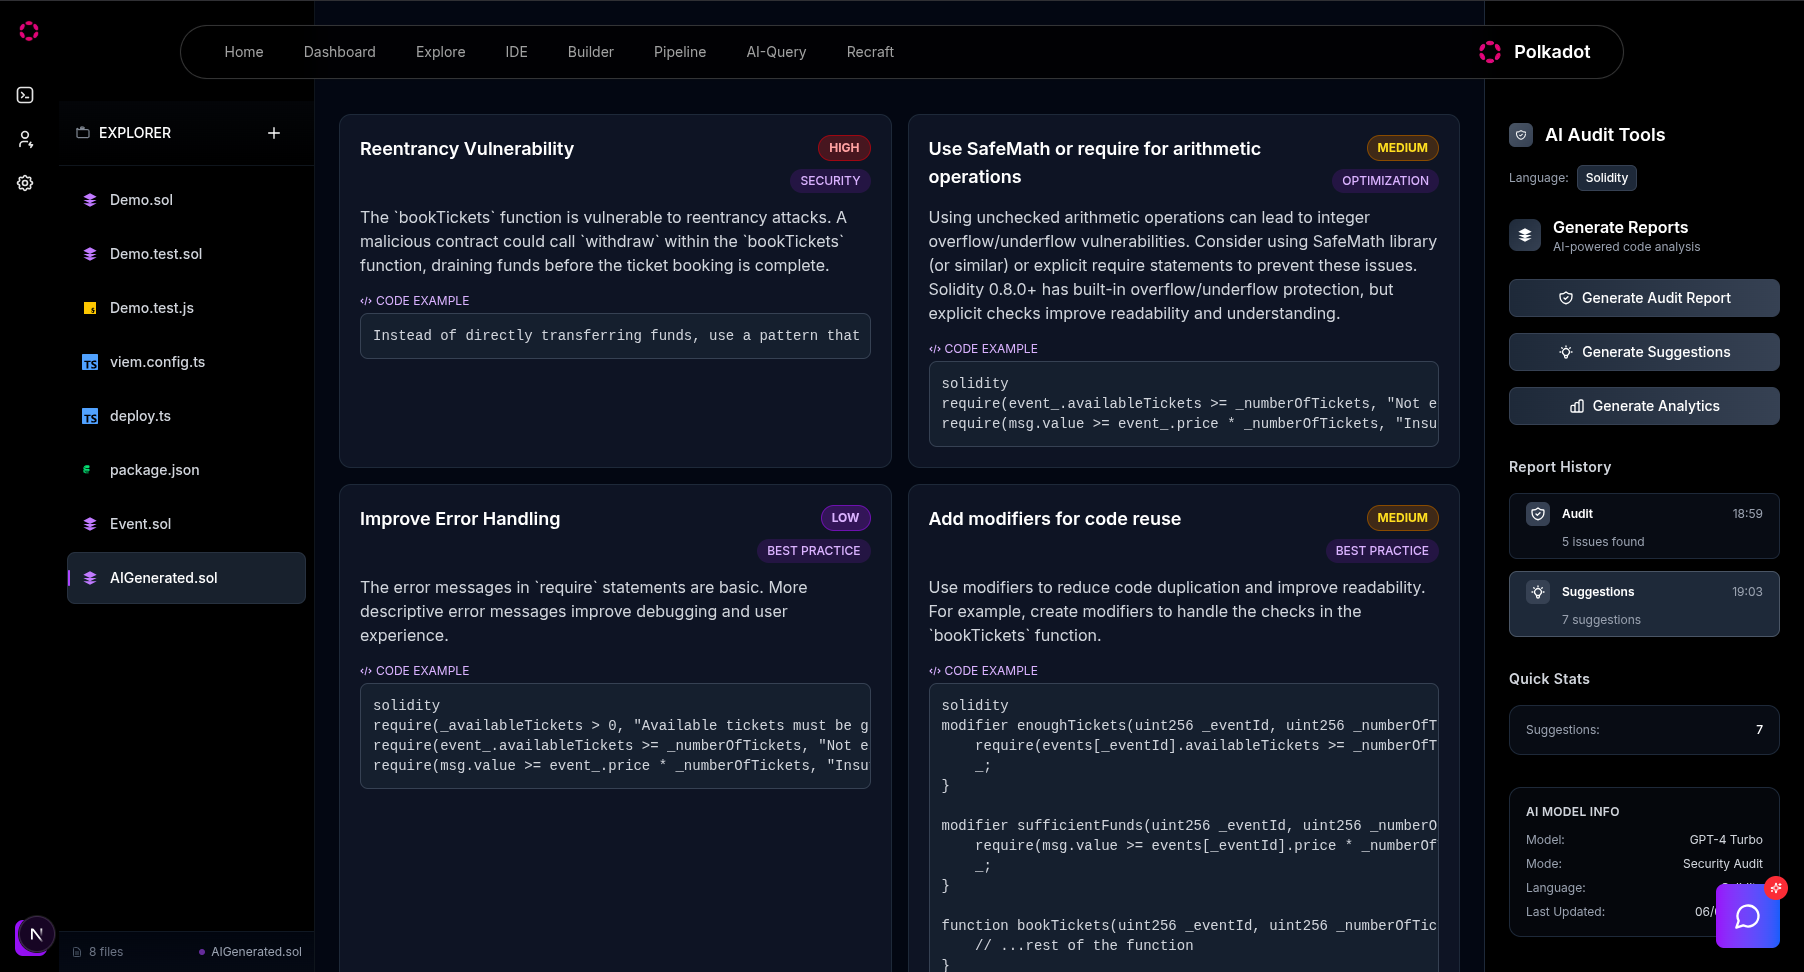 Home Dashboard Explore IDE Builder Pipeline AI-Query Recraft
Polkadot
EXPLORER
Demo.sol
Demo.test.sol
Demo.test.js
TS viem.config.ts
TS deploy.ts
package.json
Event.sol
AIGenerated.sol
N
8 files
AIGenerated.sol
Reentrancy Vulnerability
HIGH
SECURITY
The `bookTickets` function is vulnerable to reentrancy attacks. A
malicious contract could call `withdraw` within the `bookTickets`
function, draining funds before the ticket booking is complete.
CODE EXAMPLE
Instead of directly transferring funds, use a pattern that
Use SafeMath or require for arithmetic
operations
MEDIUM
OPTIMIZATION
Using unchecked arithmetic operations can lead to integer
overflow/underflow vulnerabilities. Consider using SafeMath library
(or similar) or explicit require statements to prevent these issues.
Solidity 0.8.0+ has built-in overflow/underflow protection, but
explicit checks improve readability and understanding.
CODE EXAMPLE
solidity
require(event_.availableTickets >= _numberOfTickets, "Not e
require(msg.value >= event_.price * _numberOfTickets, "Insu
Improve Error Handling
LOW
BEST PRACTICE
The error messages in `require` statements are basic. More
descriptive error messages improve debugging and user
experience.
CODE EXAMPLE
solidity
require(_availableTickets > 0, "Available tickets must be g
require(event_.availableTickets >= _numberOfTickets, "Not e
require(msg.value >= event_.price * _numberOfTickets, "Insu
Add modifiers for code reuse
MEDIUM
BEST PRACTICE
Use modifiers to reduce code duplication and improve readability.
For example, create modifiers to handle the checks in the
`bookTickets` function.
CODE EXAMPLE
solidity
modifier enoughTickets(uint256 _eventId, uint256 _numberOfT
require(events[_eventId].availableTickets >= _numberOfT
_;
}
modifier sufficientFunds(uint256 _eventId, uint256 _numberO
require(msg.value >= events[_eventId].price * _numberOf
_;
}
function bookTickets(uint256 _eventId, uint256 _numberOfTic
// ...rest of the function
}
AI Audit Tools
Language: Solidity
Generate Reports
AI-powered code analysis
Generate Audit Report
Generate Suggestions
Generate Analytics
Report History
Audit 18:59
5 issues found
Suggestions 19:03
7 suggestions
Quick Stats
Suggestions: 7
AI MODEL INFO
Model: GPT-4 Turbo
Mode: Security Audit
Language:
Last Updated: 06/